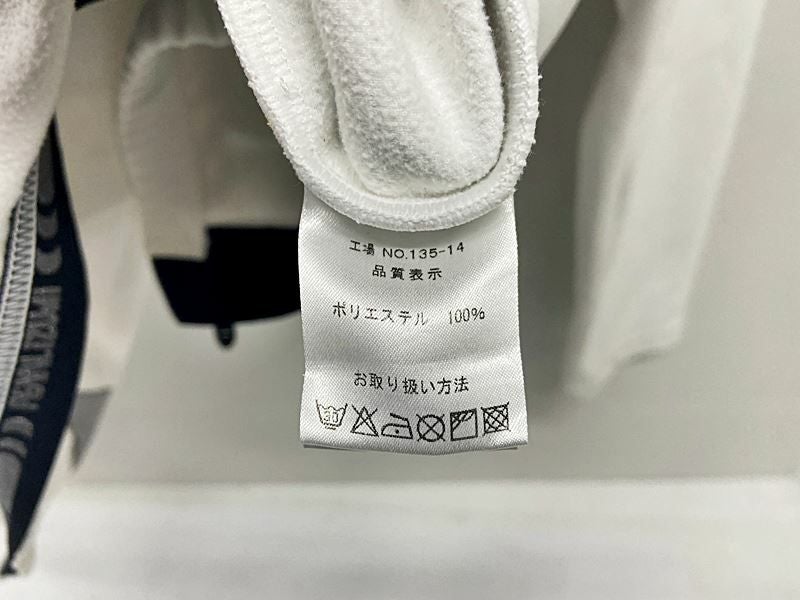 工場 NO.135-14
品質表示
ポリエステル 100%
お取り扱い方法
30